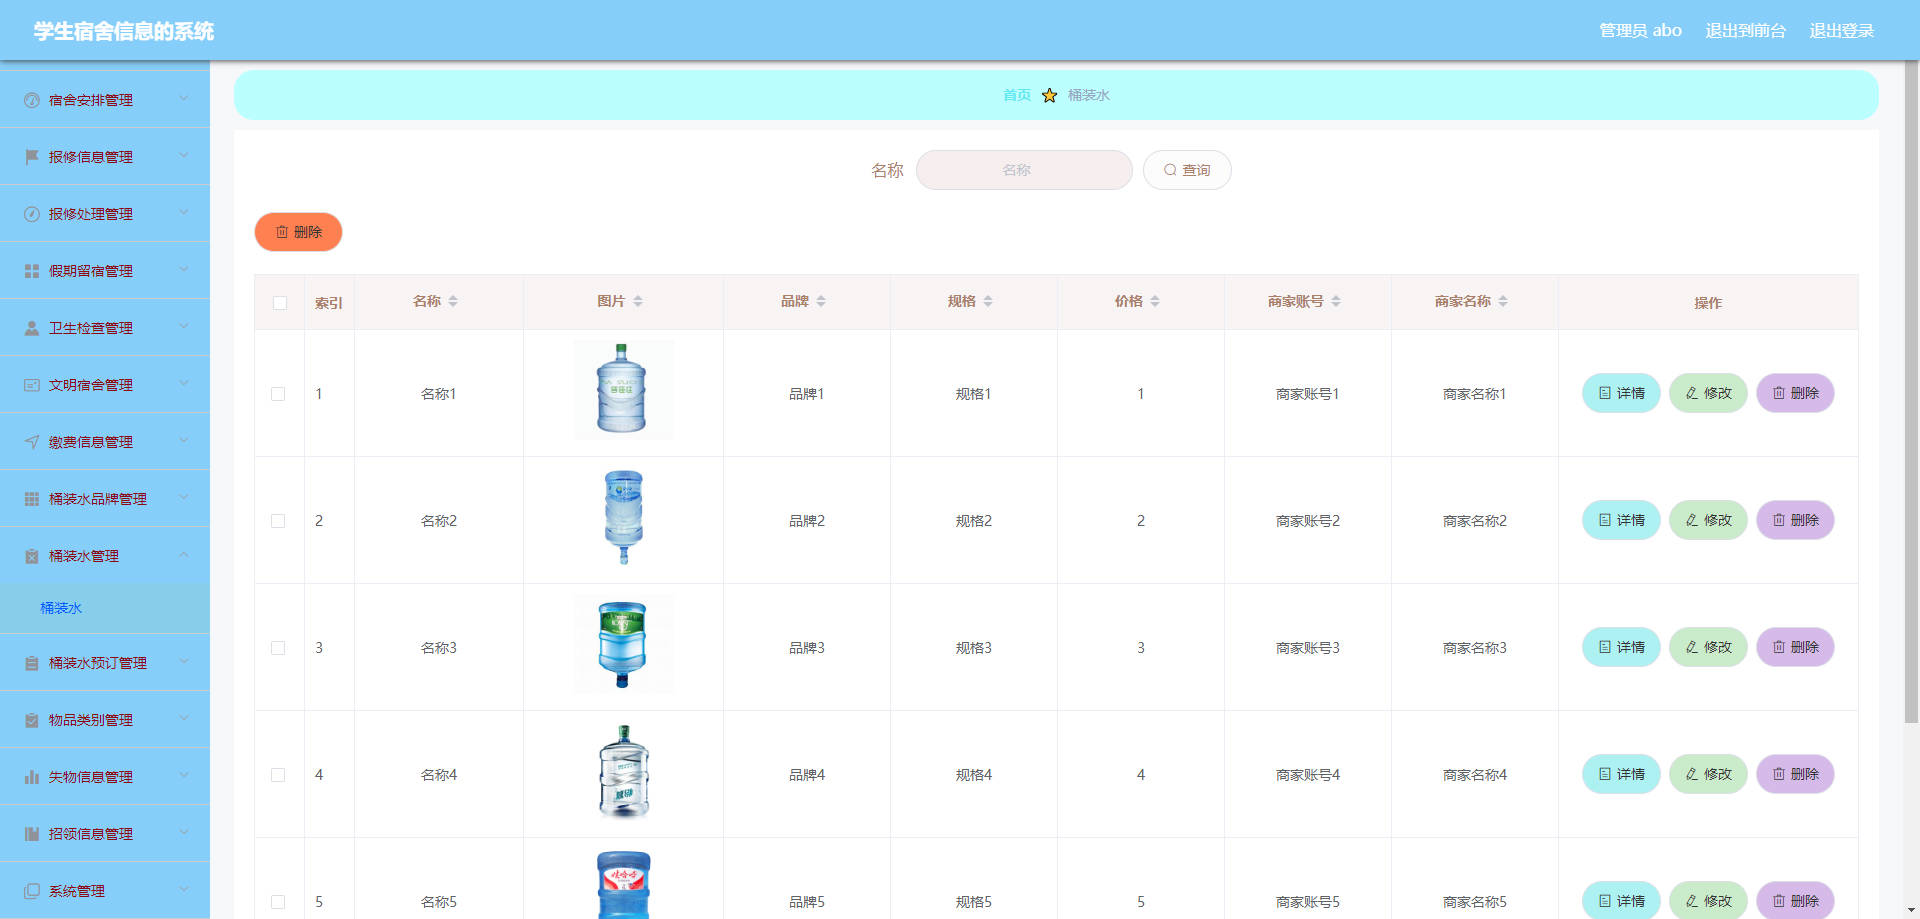 学生宿舍信息的系统
管理员 abo 退出到前台 退出登录
宿舍安排管理
报修信息管理
报修处理管理
假期留宿管理
卫生检查管理
文明宿舍管理
缴费信息管理
桶装水品牌管理
桶装水管理
桶装水
桶装水预订管理
物品类别管理
失物信息管理
招领信息管理
系统管理
首页 桶装水
名称 名称 查询
删除
索引 名称 图片 品牌 规格 价格 商家账号 商家名称 操作
1 名称1 品牌1 规格1 1 商家账号1 商家名称1 详情 修改 删除
2 名称2 品牌2 规格2 2 商家账号2 商家名称2 详情 修改 删除
3 名称3 品牌3 规格3 3 商家账号3 商家名称3 详情 修改 删除
4 名称4 品牌4 规格4 4 商家账号4 商家名称4 详情 修改 删除
5 名称5 娃哈哈 品牌5 规格5 5 商家账号5 商家名称5 详情 修改 删除